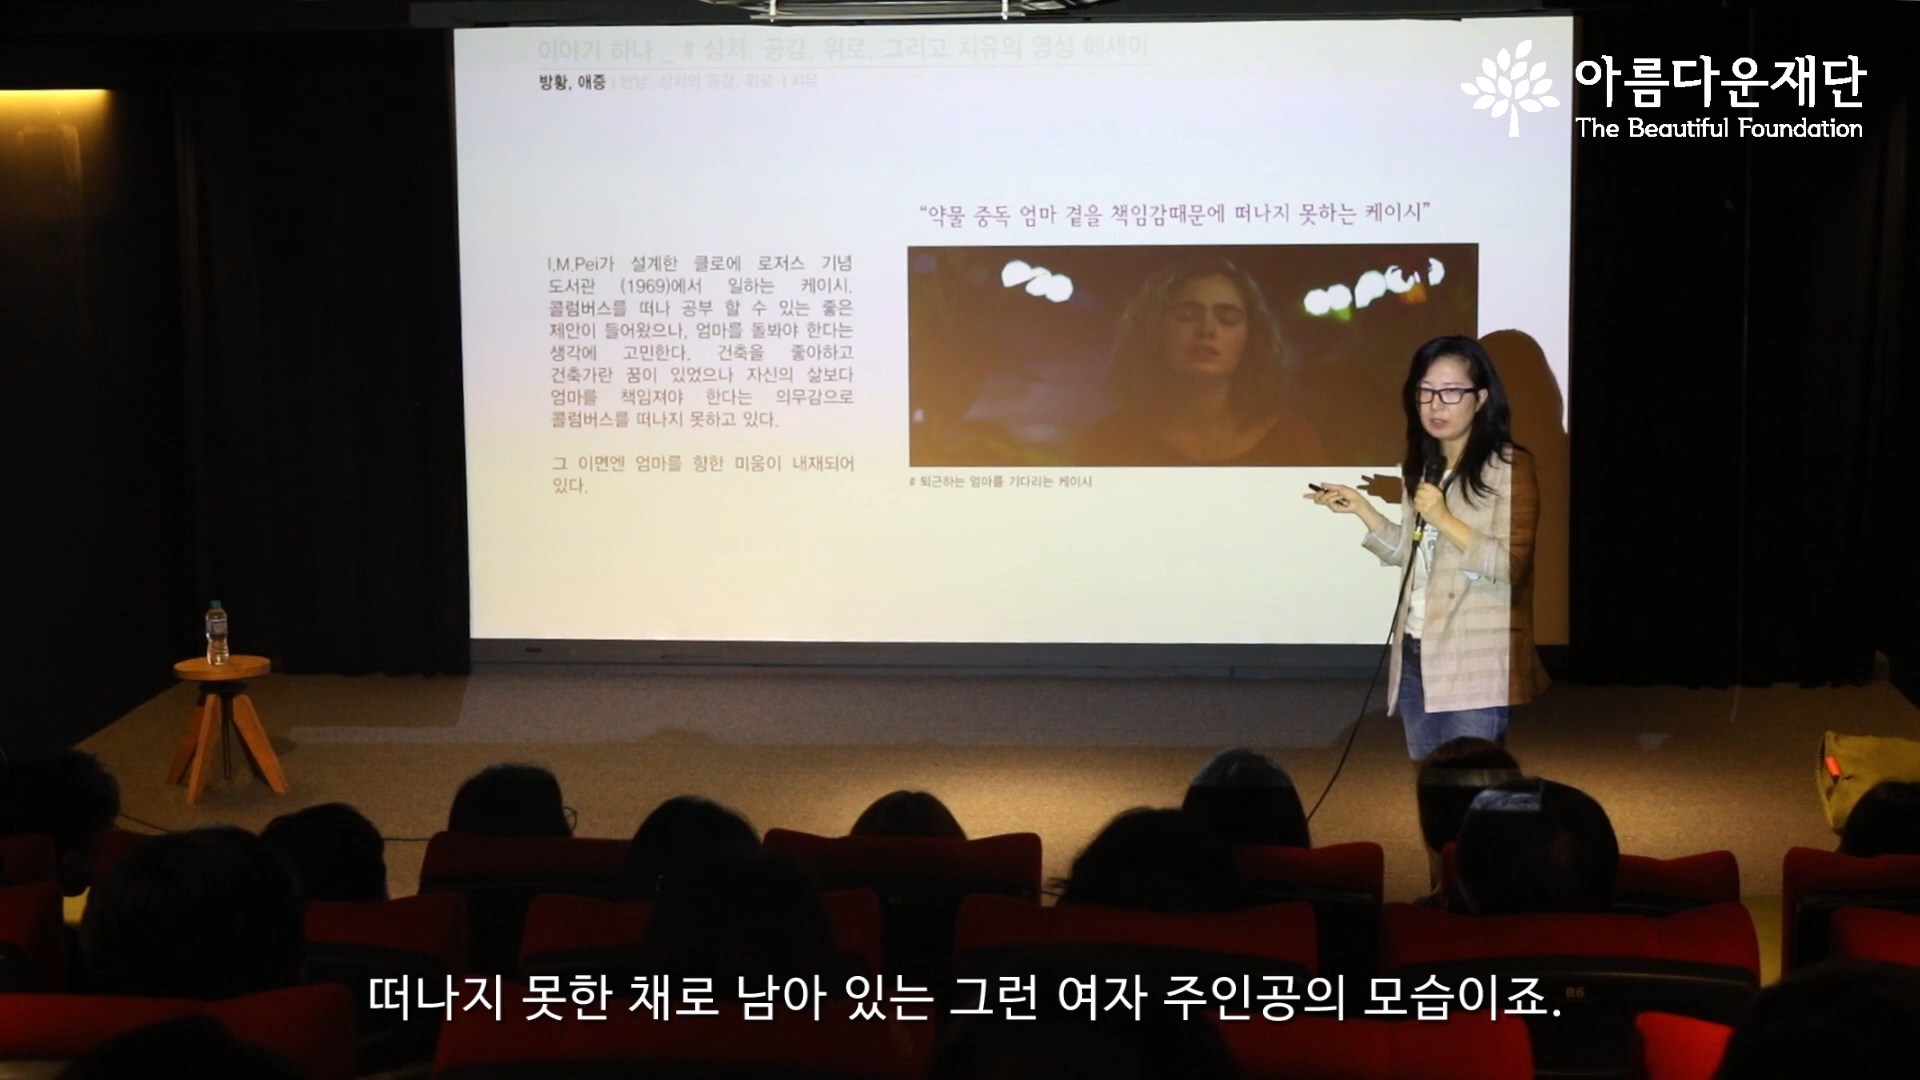 이야기 하나 _ # 상처, 공감, 위로, 그리고 치유의 영상 에세이
방황, 애증 | 만남, 상처의 공감, 위로 | 치유
아름다운재단
The Beautiful Foundation
“약물 중독 엄마 곁을 책임감때문에 떠나지 못하는 케이시”
I.M.Pei가 설계한 클로에 로저스 기념
도서관 (1969)에서 일하는 케이시.
콜럼버스를 떠나 공부 할 수 있는 좋은
제안이 들어왔으나, 엄마를 돌봐야 한다는
생각에 고민한다. 건축을 좋아하고
건축가란 꿈이 있었으나 자신의 삶보다
엄마를 책임져야 한다는 의무감으로
콜럼버스를 떠나지 못하고 있다.
그 이면엔 엄마를 향한 미움이 내재되어
있다.
# 퇴근하는 엄마를 기다리는 케이시
떠나지 못한 채로 남아 있는 그런 여자 주인공의 모습이죠.
B6